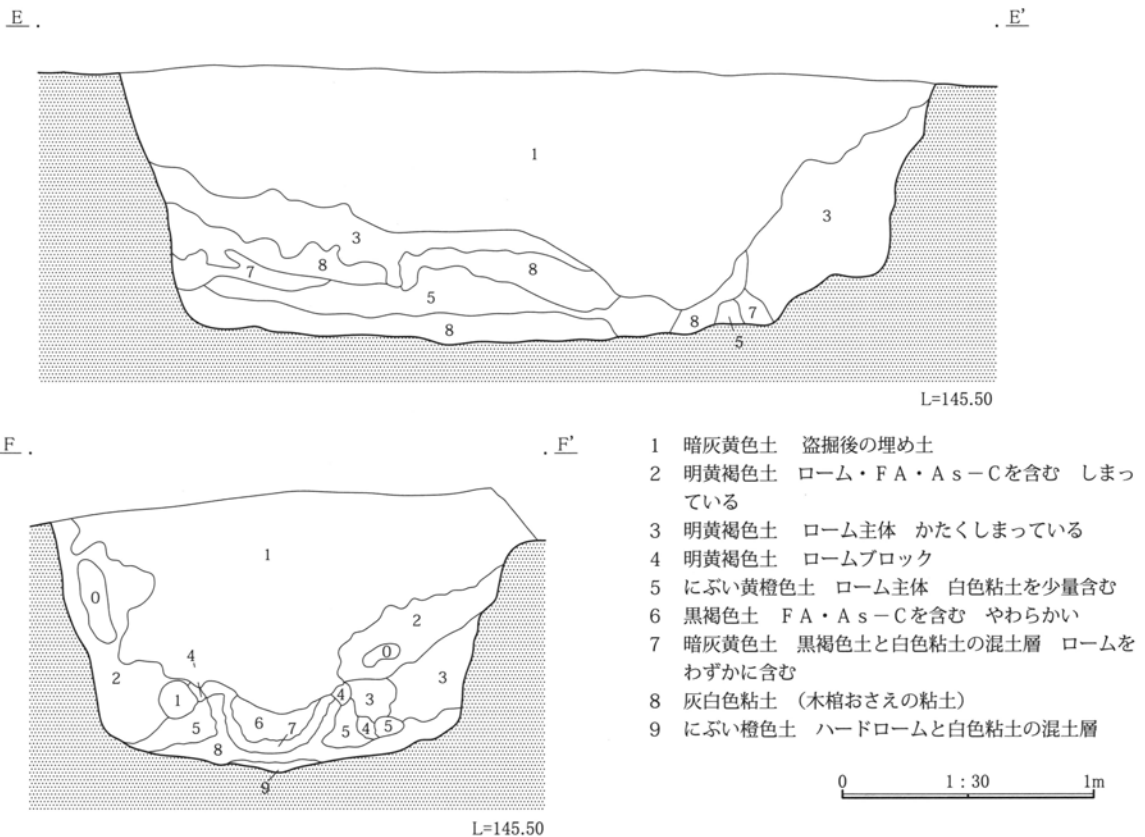 E . . E'
1
3
3
8
7
8
5
8
8
7
5
L=145.50
F . . F'
1
0
2
4
0
2
1
4
3
3
5
6
7
5
4
5
8
9
L=145.50
1 暗灰黄色土 盗掘後の埋め土
2 明黄褐色土 ローム・FA・As－Cを含む しまっ
ている
3 明黄褐色土 ローム主体 かたくしまっている
4 明黄褐色土 ロームブロック
5 にぶい黄橙色土 ローム主体 白色粘土を少量含む
6 黒褐色土 FA・As－Cを含む やわらかい
7 暗灰黄色土 黒褐色土と白色粘土の混土層 ロームを
わずかに含む
8 灰白色粘土 （木棺おさえの粘土）
9 にぶい橙色土 ハードロームと白色粘土の混土層
0 1：30 1m